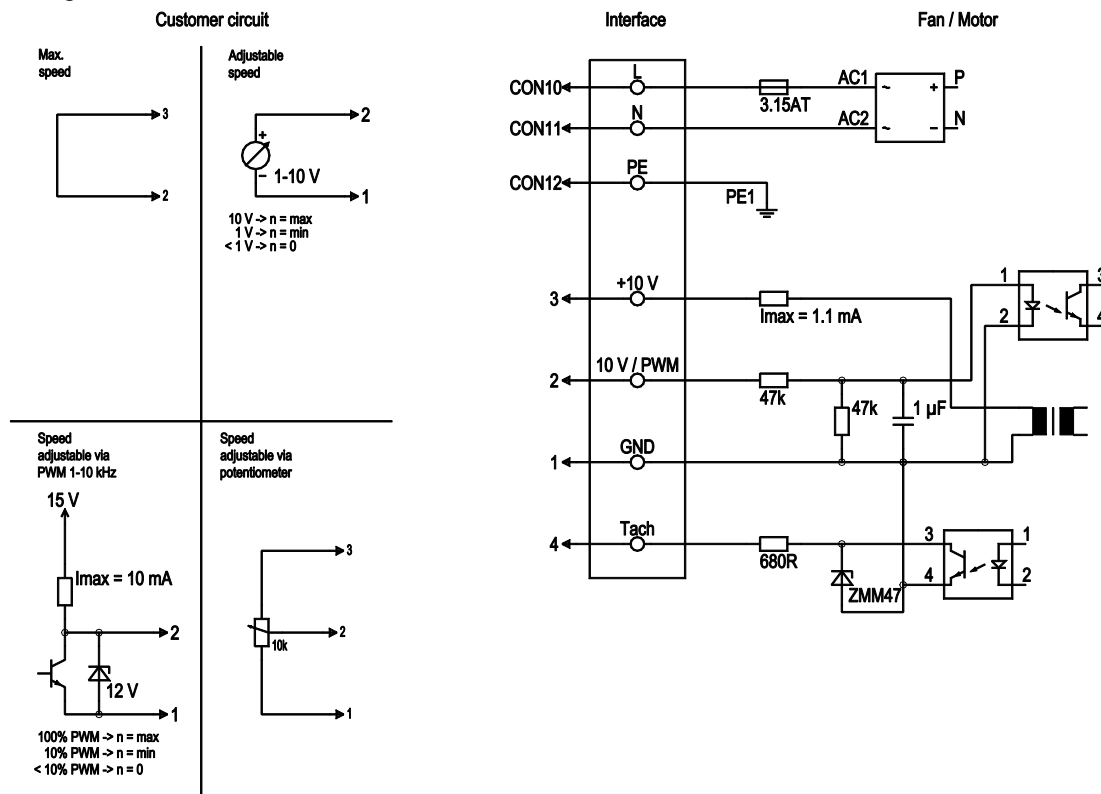 Customer circuit
Interface
Fan / Motor
Max.
speed
3
2
Adjustable
speed
2
+
−
1-10 V
1
10 V -> n = max
1 V -> n = min
< 1 V -> n = 0
Speed
adjustable via
PWM 1-10 kHz
15 V
Imax = 10 mA
2
12 V
1
100% PWM -> n = max
10% PWM -> n = min
< 10% PWM -> n = 0
Speed
adjustable via
potentiometer
3
2
10k
1
L
CON10
3.15AT
AC1
~
+
P
N
CON11
AC2
~
−
N
PE
CON12
PE1
+10 V
3
Imax = 1.1 mA
1
2
3
4
10 V / PWM
2
47k
47k
1 µF
GND
1
Tach
4
680R
ZMM47
3
4
1
2